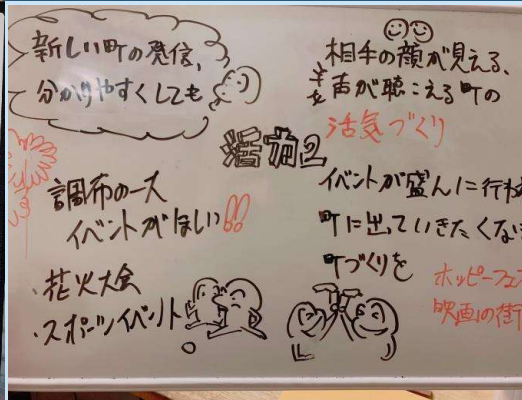 新しい町の発信、
分かりやすくしても
調布の一大
イベントがほしい!!
・花火大会
・スポーツイベント
活力2
相手の顔が見える、
声が聴こえる町の
活気づくり
イベントが盛んに行わ
町に出ていきたくな
町づくりを
ホッピーフェ
映画の街